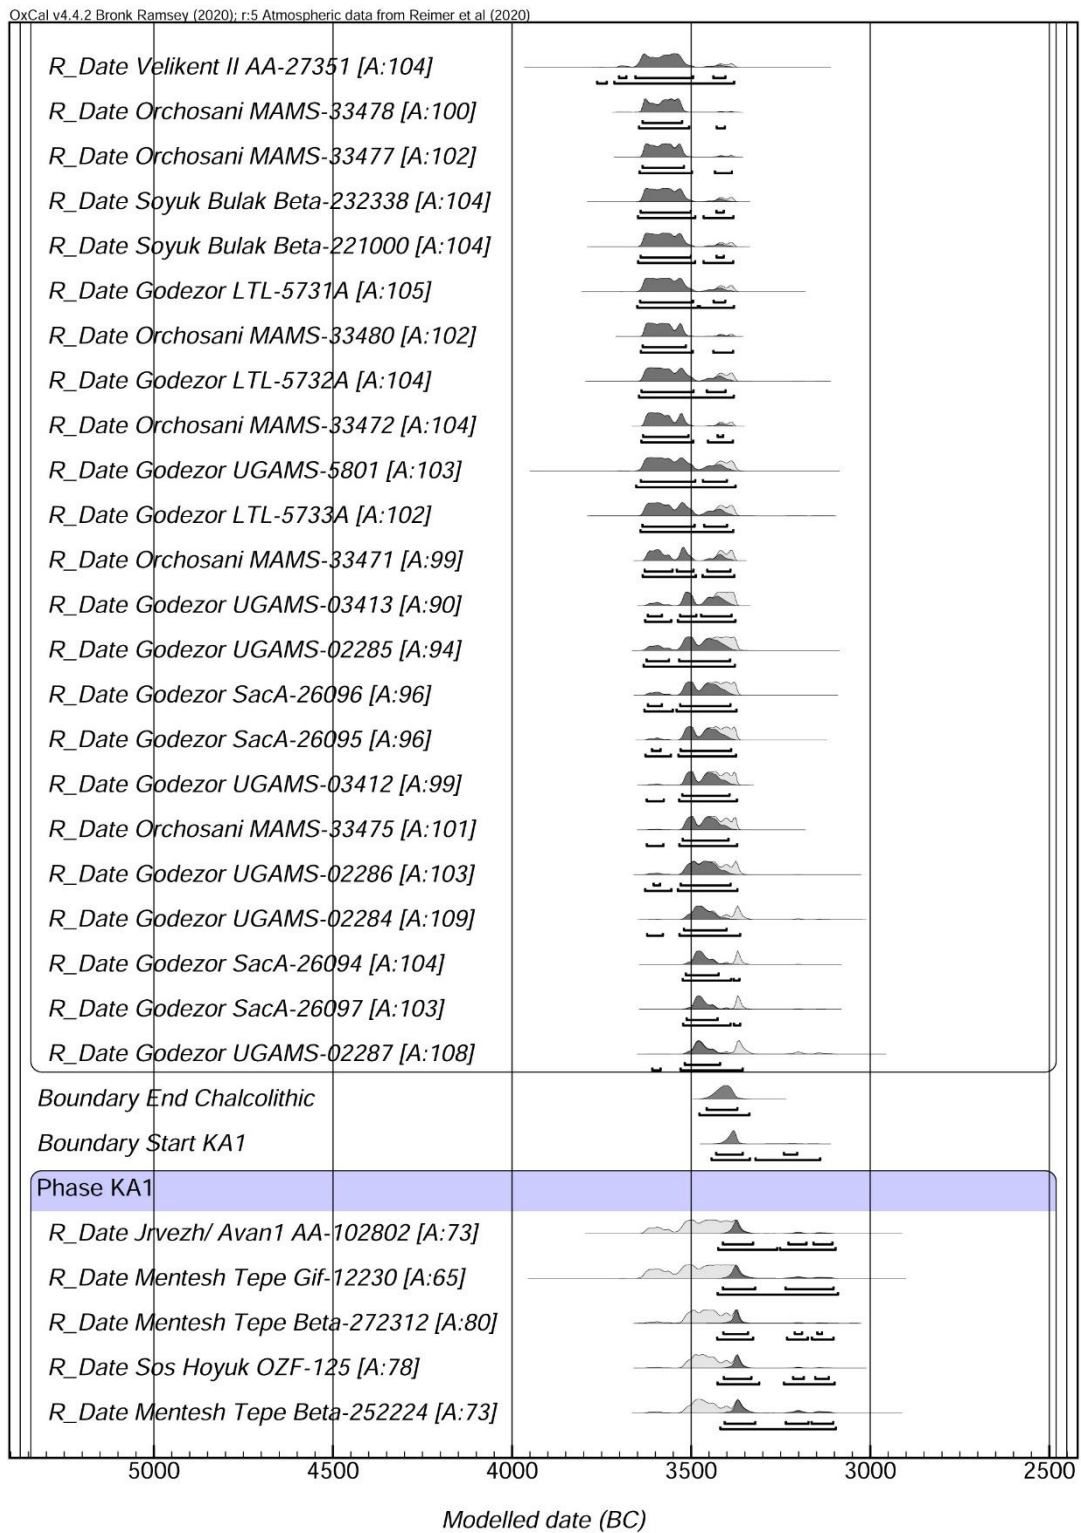 OxCal v4.4.2 Bronk Ramsey (2020); r:5 Atmospheric data from Reimer et al (2020)
R_Date Velikent II AA-27351 [A:104]
R_Date Orchosani MAMS-33478 [A:100]
R_Date Orchosani MAMS-33477 [A:102]
R_Date Soyuk Bulak Beta-232338 [A:104]
R_Date Soyuk Bulak Beta-221000 [A:104]
R_Date Godezor LTL-5731A [A:105]
R_Date Orchosani MAMS-33480 [A:102]
R_Date Godezor LTL-5732A [A:104]
R_Date Orchosani MAMS-33472 [A:104]
R_Date Godezor UGAMS-5801 [A:103]
R_Date Godezor LTL-5733A [A:102]
R_Date Orchosani MAMS-33471 [A:99]
R_Date Godezor UGAMS-03413 [A:90]
R_Date Godezor UGAMS-02285 [A:94]
R_Date Godezor SacA-26096 [A:96]
R_Date Godezor SacA-26095 [A:96]
R_Date Godezor UGAMS-03412 [A:99]
R_Date Orchosani MAMS-33475 [A:101]
R_Date Godezor UGAMS-02286 [A:103]
R_Date Godezor UGAMS-02284 [A:109]
R_Date Godezor SacA-26094 [A:104]
R_Date Godezor SacA-26097 [A:103]
R_Date Godezor UGAMS-02287 [A:108]
Boundary End Chalcolithic
Boundary Start KA1
Phase KA1
R_Date Jrvezh/ Avan1 AA-102802 [A:73]
R_Date Mentesh Tepe Gif-12230 [A:65]
R_Date Mentesh Tepe Beta-272312 [A:80]
R_Date Sos Hoyuk OZF-125 [A:78]
R_Date Mentesh Tepe Beta-252224 [A:73]
5000 4500 4000 3500 3000 2500
Modelled date (BC)